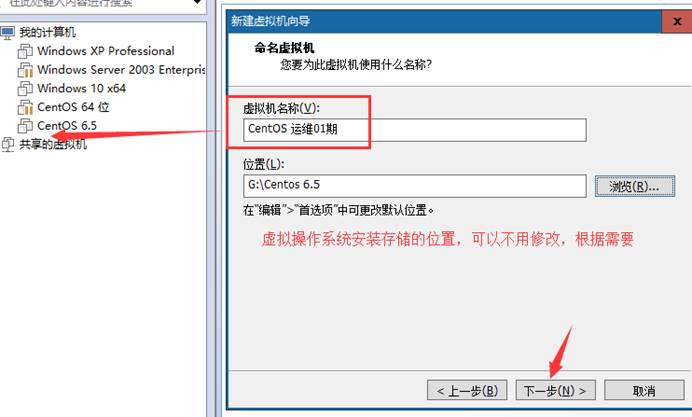 在此处键入内容进行搜索
我的计算机
Windows XP Professional
Windows Server 2003 Enterpris
Windows 10 x64
CentOS 64 位
CentOS 6.5
共享的虚拟机
新建虚拟机向导
x
命名虚拟机
您要为此虚拟机使用什么名称?
虚拟机名称(V):
CentOS 运维01期
位置(L):
G:\Centos 6.5
浏览(R)...
在"编辑">"首选项"中可更改默认位置。
虚拟操作系统安装存储的位置，可以不用修改，根据需要
< 上一步(B)
下一步(N) >
取消